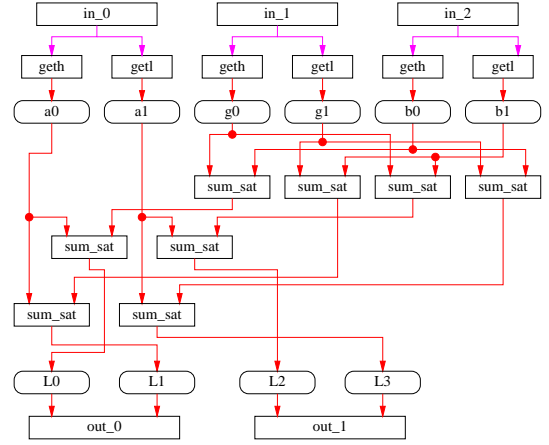 in_0 in_1 in_2
geth getl geth getl geth getl
a0 a1 g0 g1 b0 b1
sum_sat sum_sat sum_sat sum_sat
sum_sat sum_sat
sum_sat sum_sat
L0 L1 L2 L3
out_0 out_1